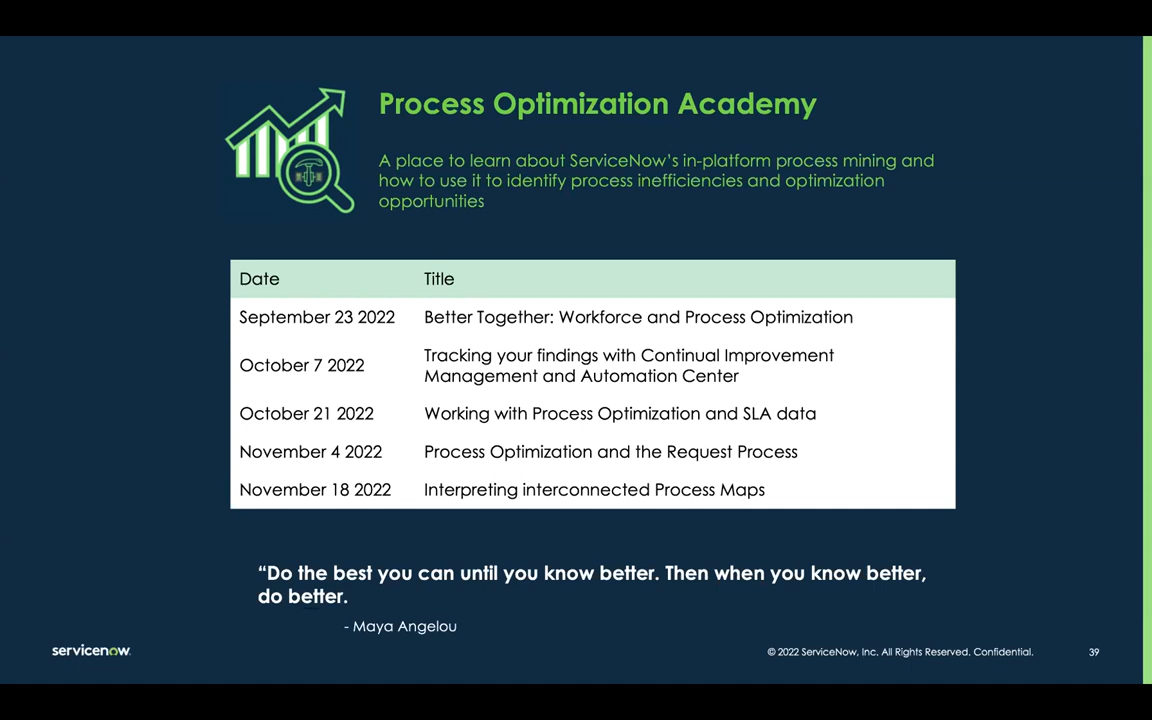 Process Optimization Academy
A place to learn about ServiceNow's in-platform process mining and
how to use it to identify process inefficiencies and optimization
opportunities
Date Title
September 23 2022 Better Together: Workforce and Process Optimization
October 7 2022 Tracking your findings with Continual Improvement
Management and Automation Center
October 21 2022 Working with Process Optimization and SLA data
November 4 2022 Process Optimization and the Request Process
November 18 2022 Interpreting interconnected Process Maps
“Do the best you can until you know better. Then when you know better,
do better.
- Maya Angelou
servicenow.
© 2022 ServiceNow, Inc. All Rights Reserved. Confidential. 39